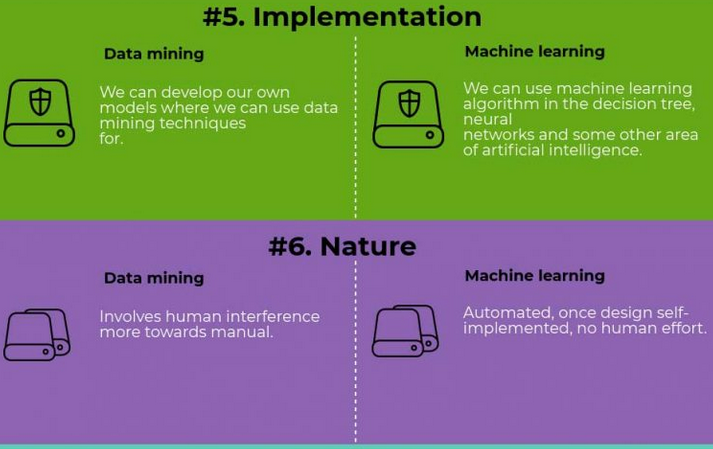 #5. Implementation
Data mining
We can develop our own
models where we can use data
mining techniques
for.
Machine learning
We can use machine learning
algorithm in the decision tree,
neural
networks and some other area
of artificial intelligence.
#6. Nature
Data mining
Involves human interference
more towards manual.
Machine learning
Automated, once design self-
implemented, no human effort.